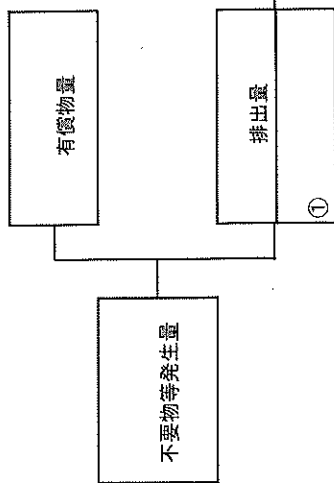 有償物量
排出量
①
不要物等発生量